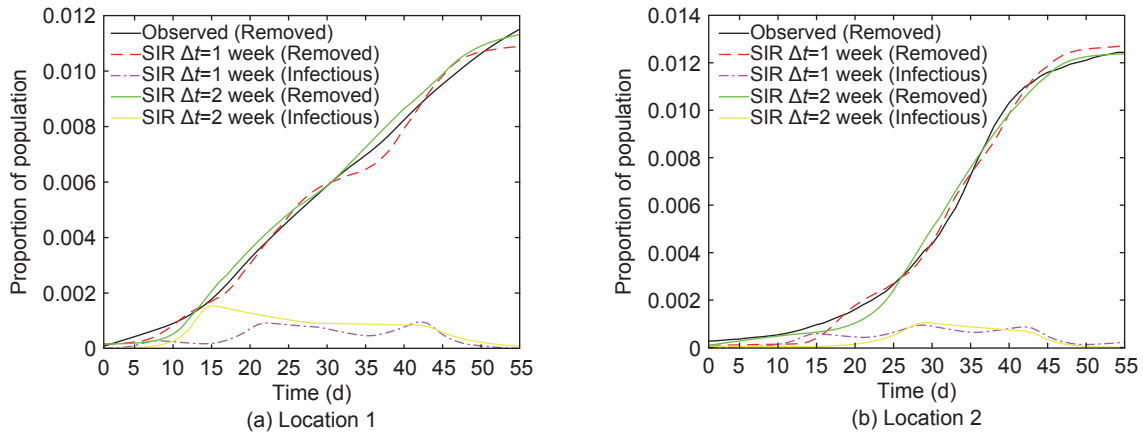 0.012
0.010
0.008
0.006
0.004
0.002
0
Proportion of population
Observed (Removed)
SIR Δt=1 week (Removed)
SIR Δt=1 week (Infectious)
SIR Δt=2 week (Removed)
SIR Δt=2 week (Infectious)
0 5 10 15 20 25 30 35 40 45 50 55
Time (d)
(a) Location 1
0.014
0.012
0.010
0.008
0.006
0.004
0.002
0
Proportion of population
Observed (Removed)
SIR Δt=1 week (Removed)
SIR Δt=1 week (Infectious)
SIR Δt=2 week (Removed)
SIR Δt=2 week (Infectious)
0 5 10 15 20 25 30 35 40 45 50 55
Time (d)
(b) Location 2